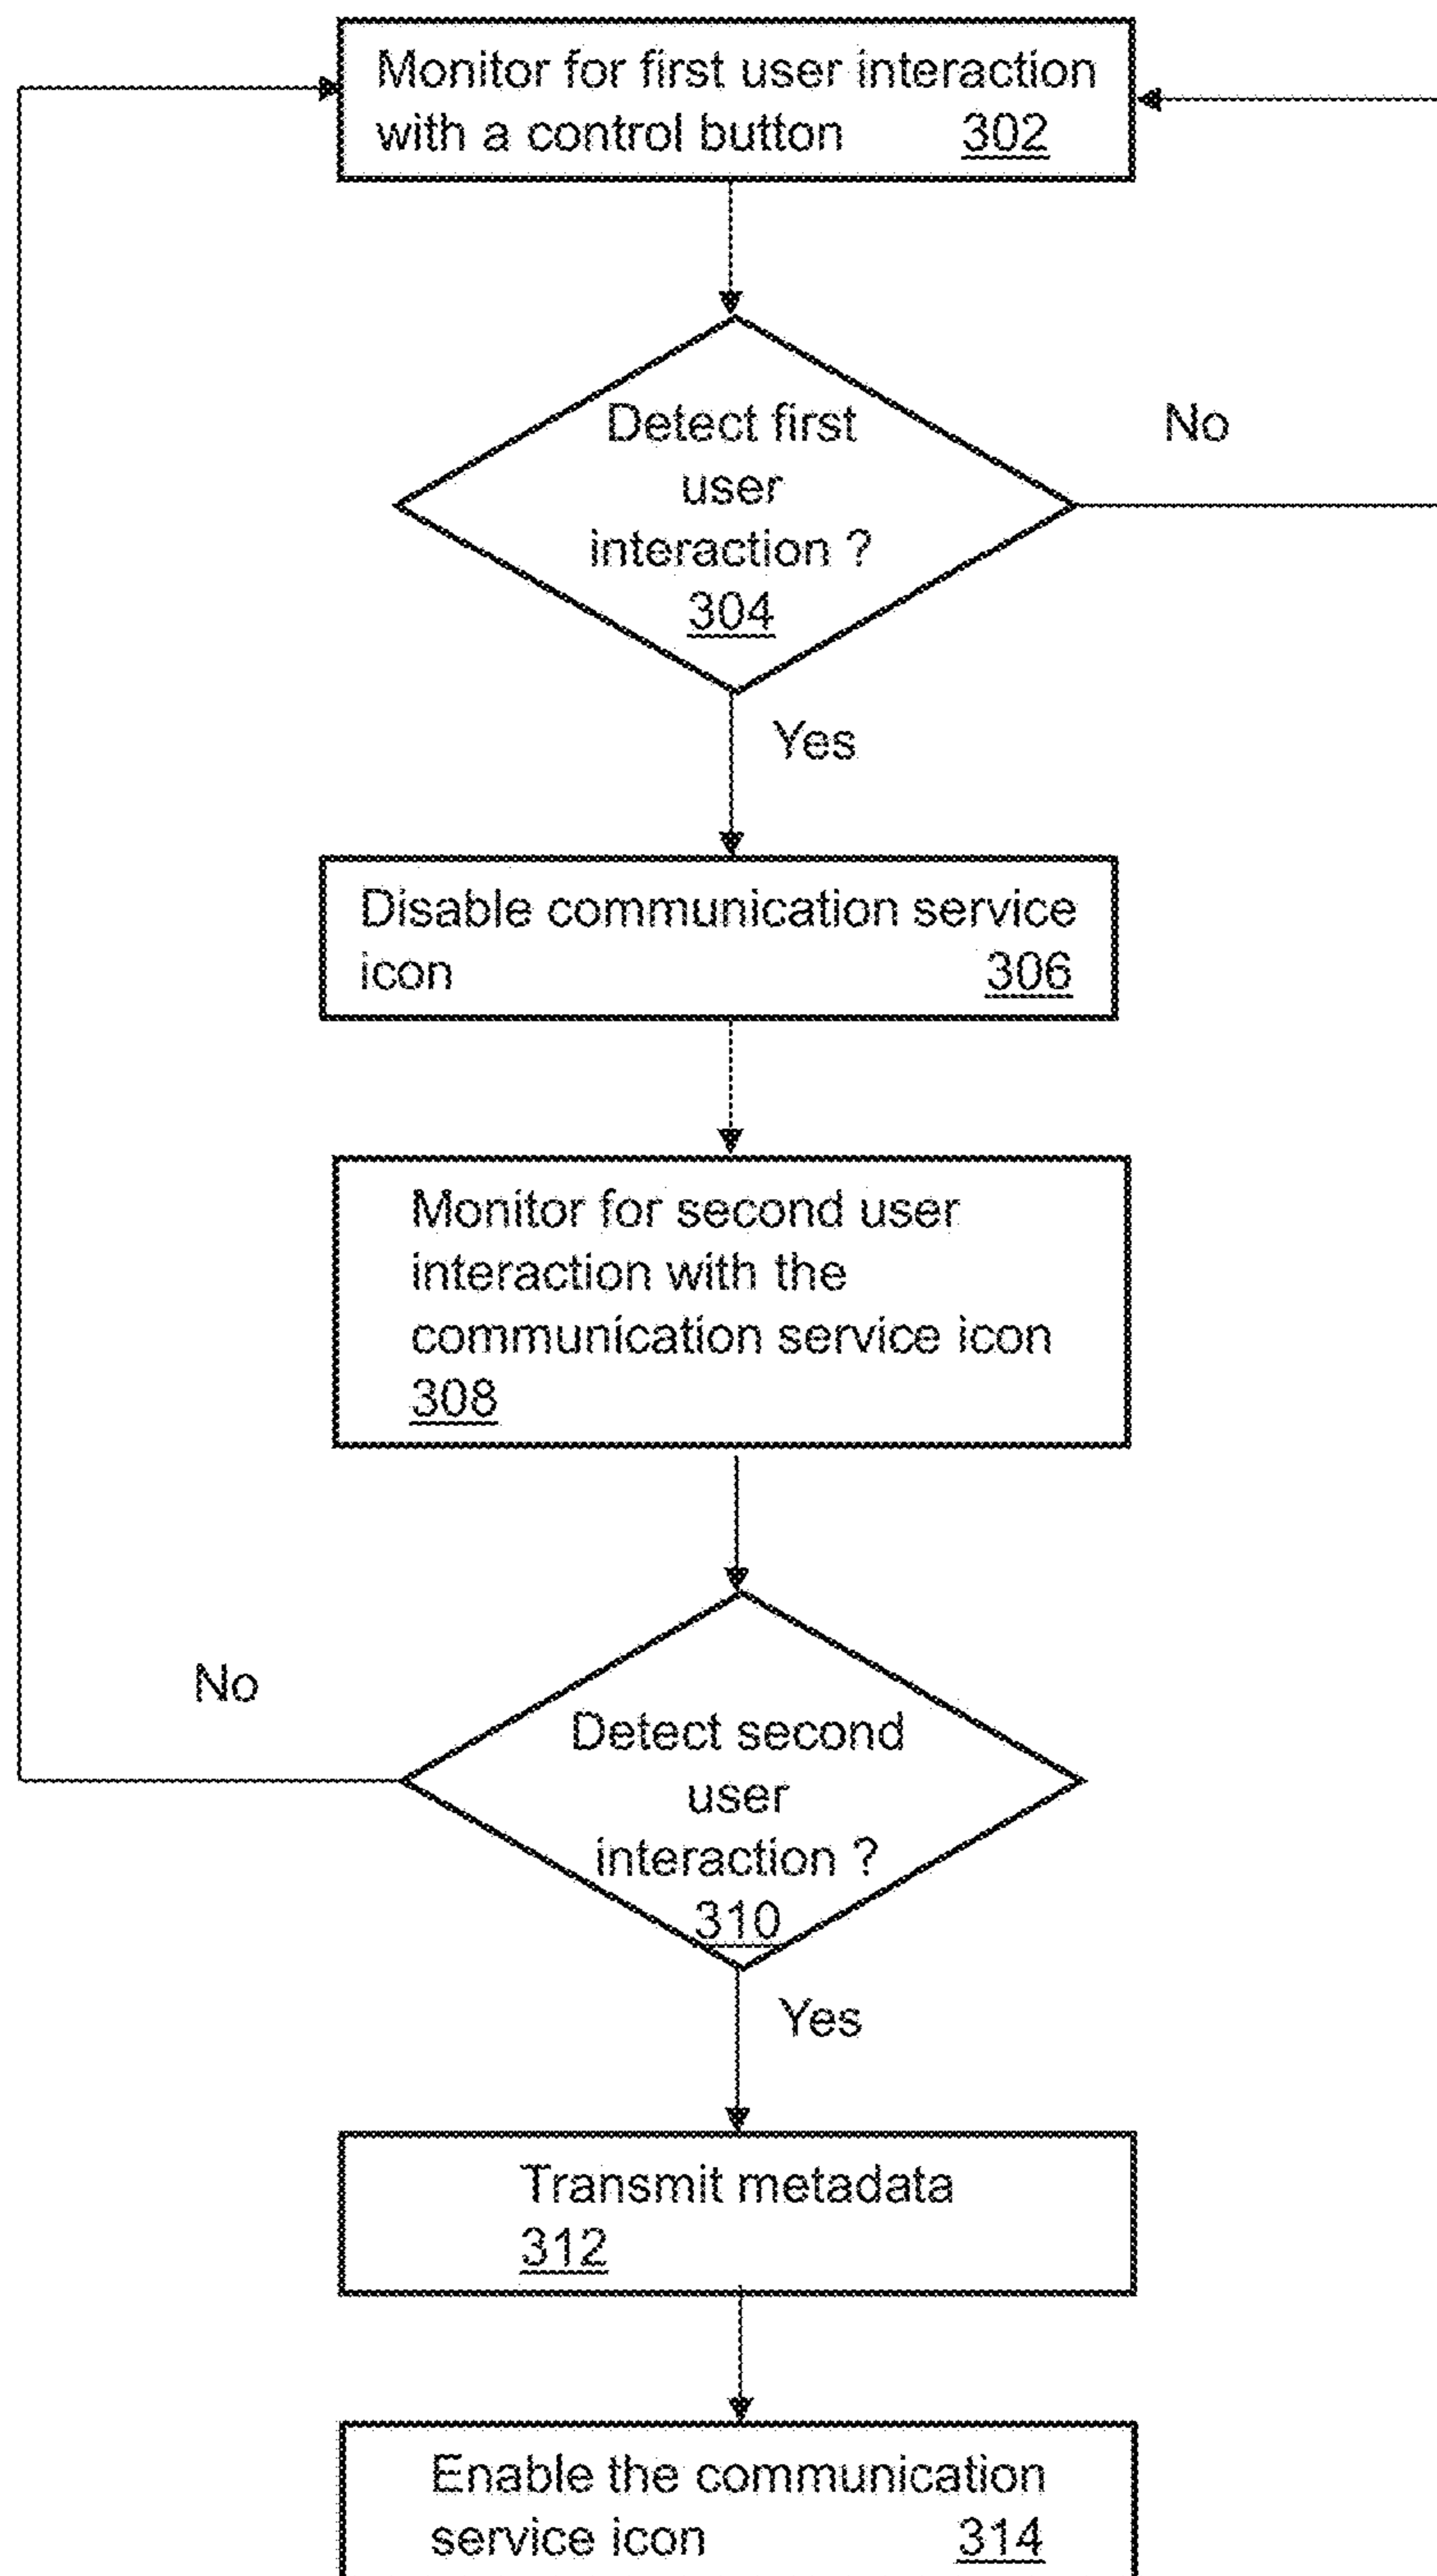 Monitor for first user interaction
with a control button 302
Detect first
user
interaction ?
304
No
Yes
Disable communication service
icon 306
Monitor for second user
interaction with the
communication service icon
308
No
Detect second
user
interaction ?
310
Yes
Transmit metadata
312
Enable the communication
service icon 314